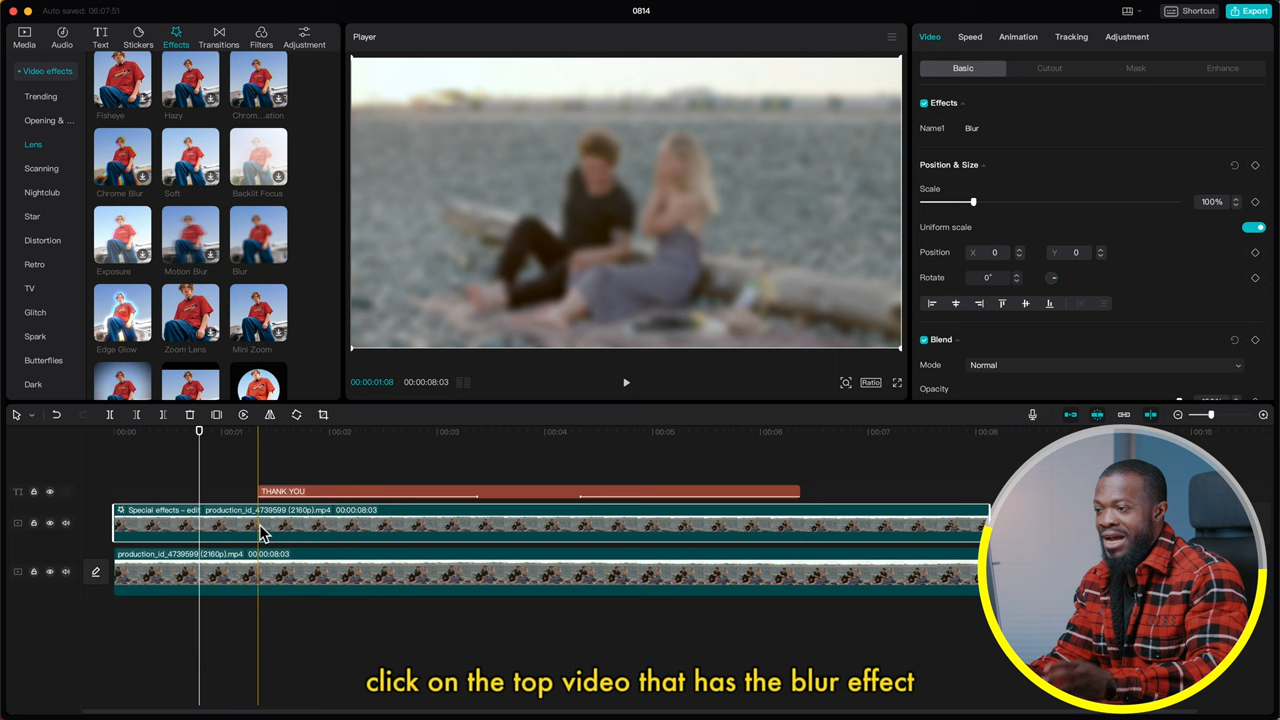 Auto saved: 06:07:51
0814
Shortcut
Export
Media
Audio
Text
Stickers
Effects
Transitions
Filters
Adjustment
Player
Video
Speed
Animation
Tracking
Adjustment
Video effects
Trending
Opening & ...
Lens
Scanning
Nightclub
Star
Distortion
Retro
TV
Glitch
Spark
Butterflies
Dark
Fisheye
Hazy
Chrom...ation
Chrome Blur
Soft
Backlit Focus
Exposure
Motion Blur
Blur
Edge Glow
Zoom Lens
Mini Zoom
Basic
Cutout
Mask
Enhance
Effects
Name1 Blur
Position & Size
Scale
100%
Uniform scale
Position X 0 Y 0
Rotate 0°
Blend
Mode Normal
Opacity
00:00:01:08 00:00:08:03
Ratio
00:00 00:01 00:02 00:03 00:04 00:05 00:06 00:07 00:08 00:10
THANK YOU
Special effects – edit production_id_4739599 (2160p).mp4 00:00:08:03
production_id_4739599 (2160p).mp4 00:00:08:03
click on the top video that has the blur effect